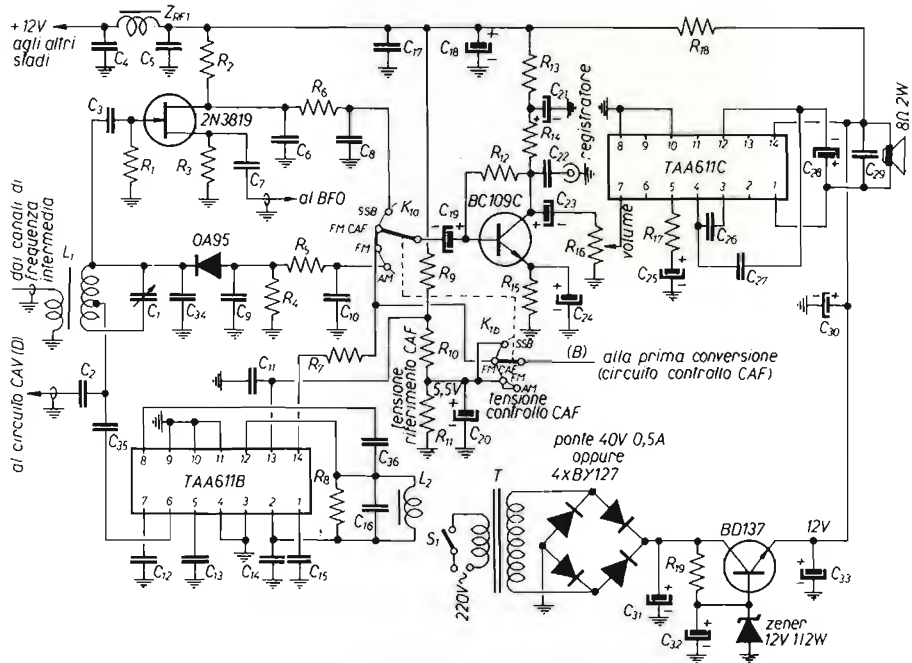 +12V
agli altri
stadi
ZRF1
C4
C5
R2
C17
C18
+
R18
R13
C21
+
-
R14
+
C22
registratore
8Ω 2W
C3
2N3819
R6
R1
R3
C7
C6
C8
al BFO
R12
BC109C
C19
-
+
C23
R16
volume
R15
C24
+
-
8 9 10 11 12 13 14
TAA611C
7 6 5 4 3 2 1
R17
C25
+
-
C26
C27
C28
-
+
C29
C30
-
+
SSB
K1a
FM CAF
FM
AM
dai canali di
frequenza
intermedia
L1
C1
OA95
C34
C9
R4
R5
C10
R7
R9
R10
R11
C11
C2
al circuito CAV (D)
C35
tensione
riferimento CAF
5,5V
C20
+
-
K1b
SSB
FM CAF
FM
AM
tensione
controllo CAF
(B)
alla prima conversione
(circuito controllo CAF)
8 9 10 11 12 13 14
TAA611B
7 6 5 4 3 2 1
R8
C36
C16
L2
C12
C13
C14
C15
S1
220V
T
ponte 40V 0,5A
oppure
4xBY127
BD137
12V
R19
C31
+
-
C32
+
-
C33
+
-
zener
12V 1/2W